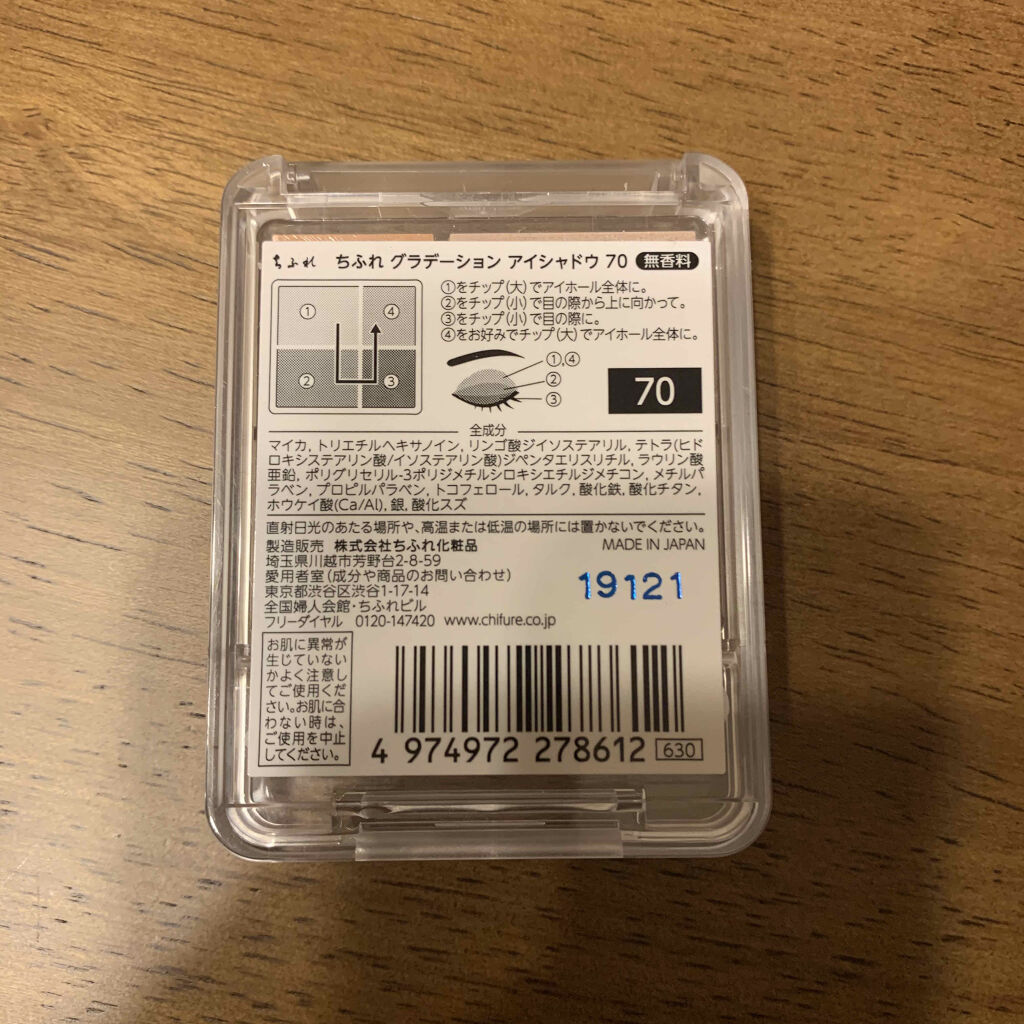 ちふれ ちふれ グラデーション アイシャドウ 70 無香料
①をチップ(大)でアイホール全体に。
②をチップ(小)で目の際から上に向かって。
③をチップ(小)で目の際に。
④をお好みでチップ(大)でアイホール全体に。
① ④
② ③
①,④
②
③
70
全成分
マイカ, トリエチルヘキサノイン, リンゴ酸ジイソステアリル, テトラ(ヒド
ロキシステアリン酸/イソステアリン酸)ジペンタエリスリチル, ラウリン酸
亜鉛, ポリグリセリル-3ポリジメチルシロキシエチルジメチコン, メチルパ
ラベン, プロピルパラベン, トコフェロール, タルク, 酸化鉄, 酸化チタン,
ホウケイ酸(Ca/Al), 銀, 酸化スズ
直射日光のあたる場所や、高温または低温の場所には置かないでください。
製造販売 株式会社ちふれ化粧品 MADE IN JAPAN
埼玉県川越市芳野台2-8-59
愛用者室(成分や商品のお問い合わせ)
東京都渋谷区渋谷1-17-14
全国婦人会館・ちふれビル
フリーダイヤル 0120-147420 www.chifure.co.jp
19121
お肌に異常が
生じていない
かよく注意し
てご使用くだ
さい。お肌に合
わない時は、
ご使用を中止
してください。
4 974972 278612 630